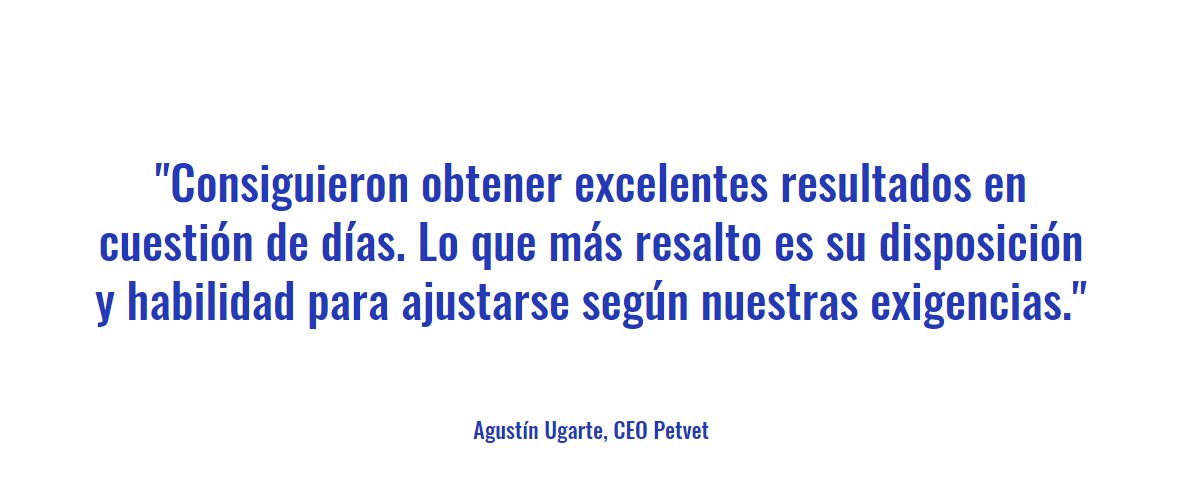 "Consiguieron obtener excelentes resultados en
cuestión de días. Lo que más resalto es su disposición
y habilidad para ajustarse según nuestras exigencias."
Agustín Ugarte, CEO Petvet